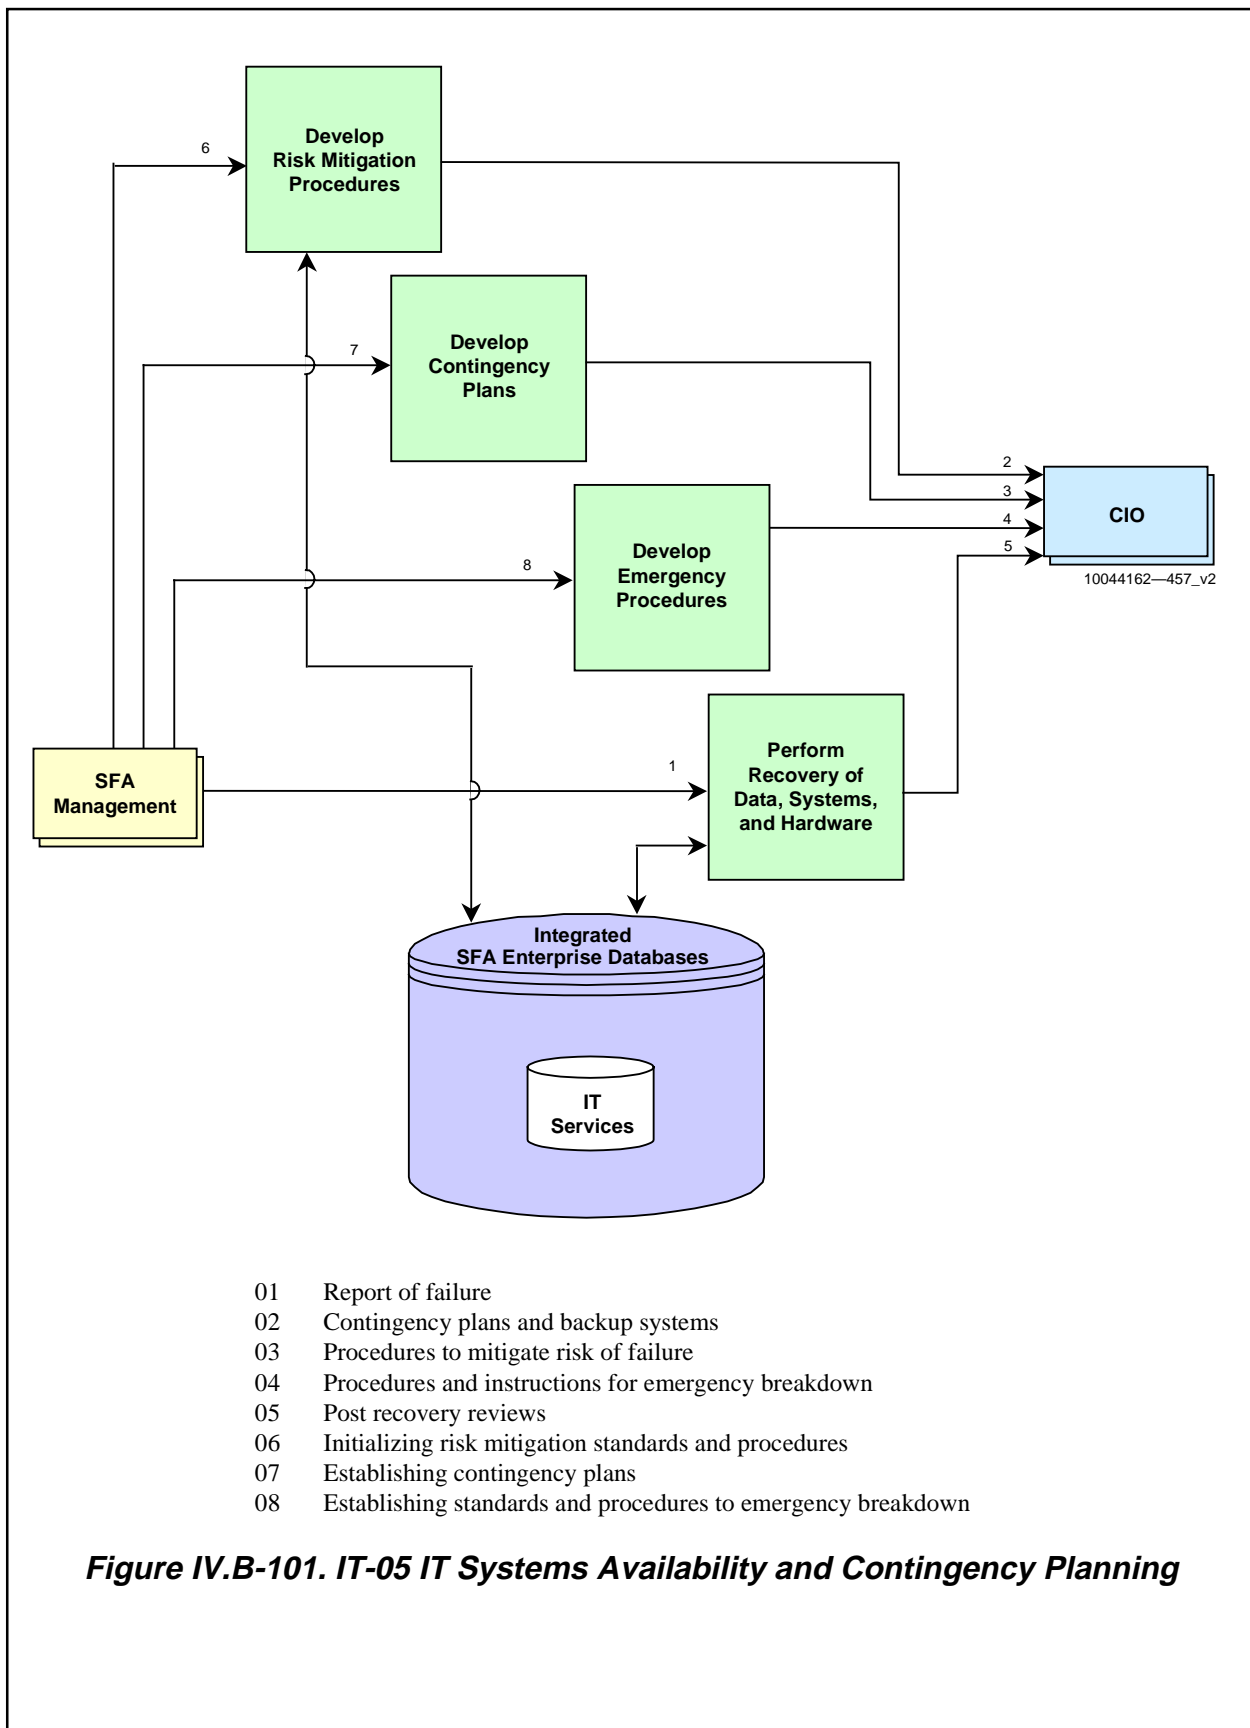 6
Develop
Risk Mitigation
Procedures
7
Develop
Contingency
Plans
2
3
4
5
CIO
10044162—457_v2
8
Develop
Emergency
Procedures
SFA
Management
1
Perform
Recovery of
Data, Systems,
and Hardware
Integrated
SFA Enterprise Databases
IT
Services
01 Report of failure
02 Contingency plans and backup systems
03 Procedures to mitigate risk of failure
04 Procedures and instructions for emergency breakdown
05 Post recovery reviews
06 Initializing risk mitigation standards and procedures
07 Establishing contingency plans
08 Establishing standards and procedures to emergency breakdown
Figure IV.B-101. IT-05 IT Systems Availability and Contingency Planning